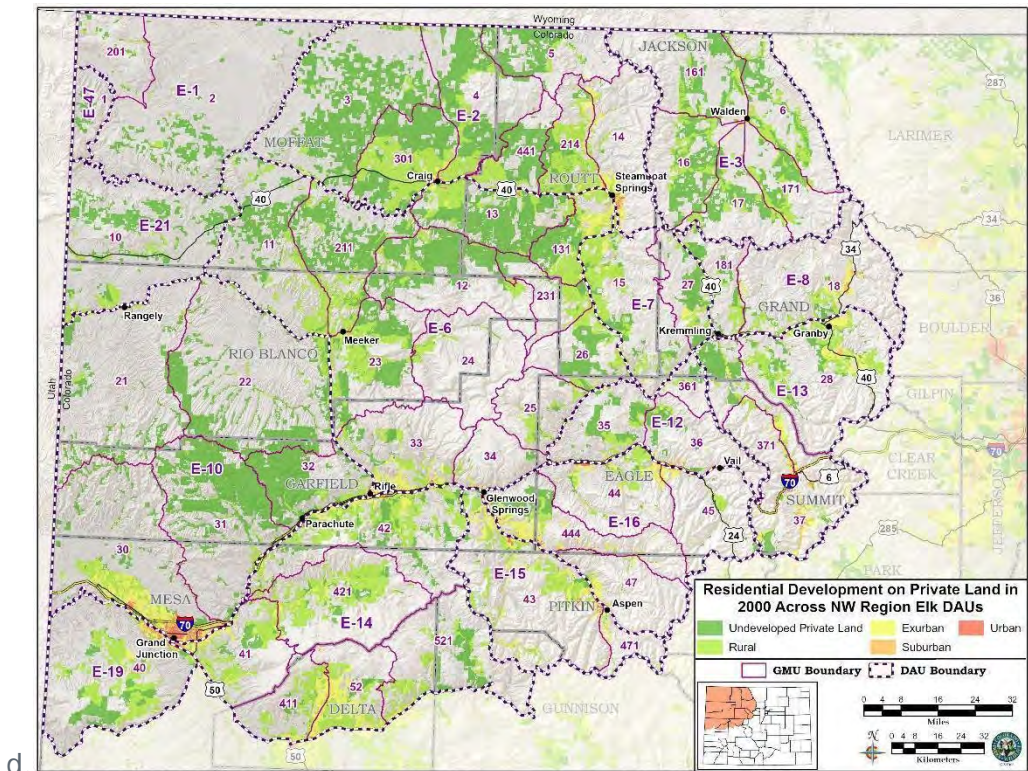 Wyoming
Colorado
JACKSON
201
E-1
2
E-47
1
3
4
5
E-2
161
6
287
Walden
LARIMER
MOFFAT
301
441
214
14
16
E-3
Craig
40
ROUTT
Steamboat
Springs
171
17
E-21
40
13
34
10
11
211
131
34
181
E-8
18
12
231
15
E-7
27
40
GRAND
36
Rangely
Kremmling
Granby
BOULDER
Meeker
E-6
RIO BLANCO
23
24
26
E-13
28
40
Utah
Colorado
21
22
361
GILPIN
25
35
E-12
36
371
33
34
Vail
70
6
CLEAR
CREEK
70
JEFFERSON
E-10
32
GARFIELD
Rifle
EAGLE
44
SUMMIT
Glenwood
Springs
31
Parachute
42
E-16
45
24
37
285
444
30
E-15
47
PARK
MESA
421
43
PITKIN
Aspen
70
E-14
Grand
Junction
41
521
471
E-19
40
50
52
411
DELTA
GUNNISON
50
Residential Development on Private Land in
2000 Across NW Region Elk DAUs
Undeveloped Private Land
Exurban
Urban
Rural
Suburban
GMU Boundary
DAU Boundary
0 4 8 16 24 32
Miles
N
0 4 8 16 24 32
Kilometers
d